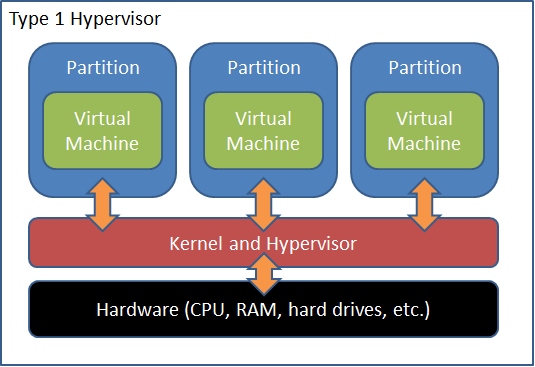 Type 1 Hypervisor
Partition
Virtual
Machine
Partition
Virtual
Machine
Partition
Virtual
Machine
Kernel and Hypervisor
Hardware (CPU, RAM, hard drives, etc.)